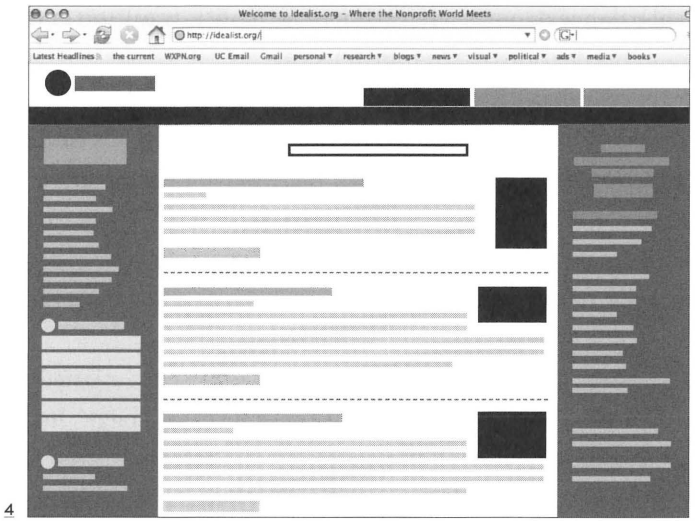 Welcome to Idealist.org – Where the Nonprofit World Meets
http://idealist.org/
G
Latest Headlines the current WXPN.org UC Email Gmail personal research blogs news visual political ads media books
4